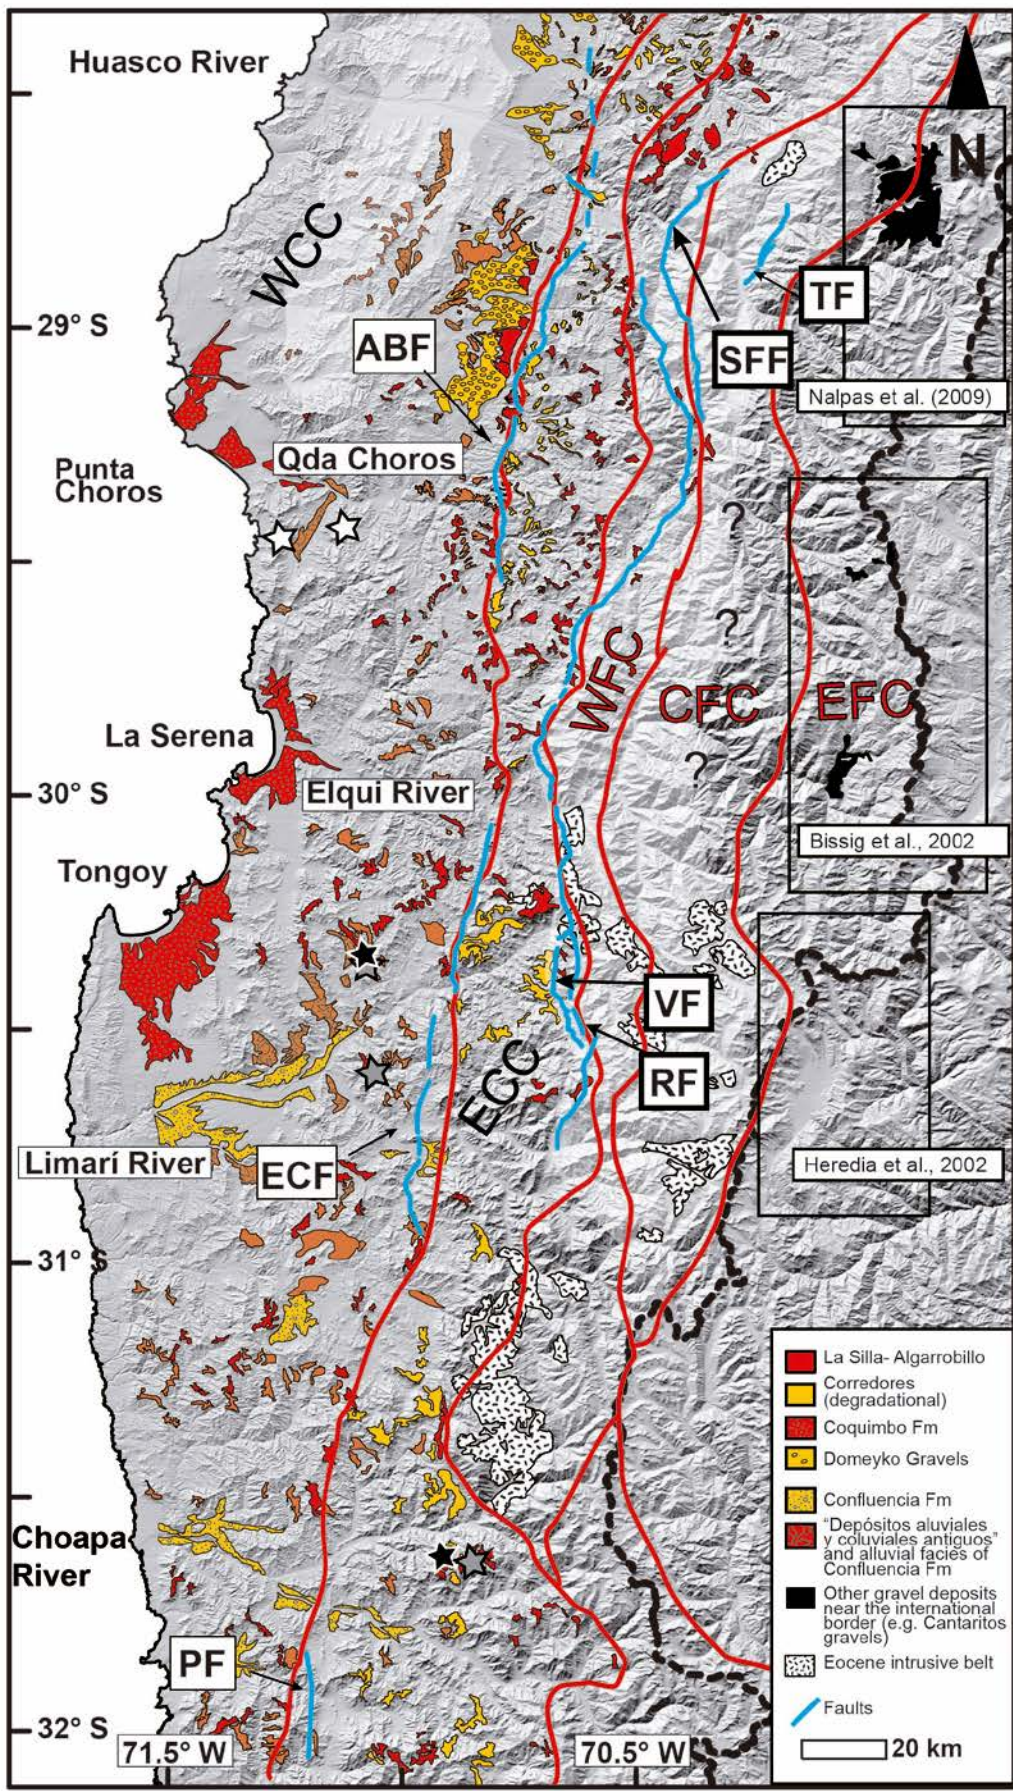 Huasco River
N
WCC
TF
29° S
ABF
SFF
Nalpas et al. (2009)
Qda Choros
Punta
Choros
?
?
WFC
CFC
EFC
La Serena
?
Elqui River
30° S
Bissig et al., 2002
Tongoy
VF
ECC
RF
Limarí River
ECF
Heredia et al., 2002
31° S
La Silla- Algarrobillo
Corredores
(degradational)
Coquimbo Fm
Domeyko Gravels
Confluencia Fm
"Depósitos aluviales
y coluviales antiguos"
and alluvial facies of
Confluencia Fm
Other gravel deposits
near the international
border (e.g. Cantaritos
gravels)
Eocene intrusive belt
Faults
20 km
Choapa
River
PF
32° S
71.5° W
70.5° W